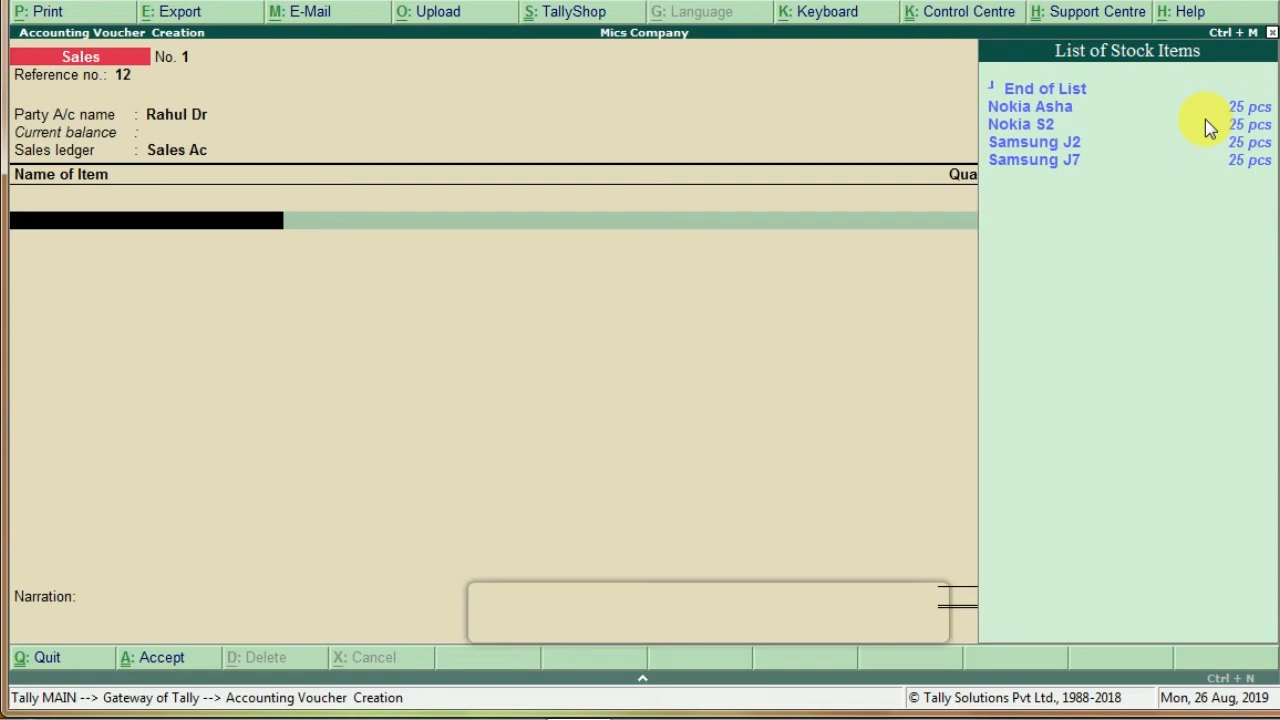 P: Print E: Export M: E-Mail O: Upload S: TallyShop G: Language K: Keyboard K: Control Centre H: Support Centre H: Help
Accounting Voucher Creation Mics Company Ctrl + M
Sales No. 1
Reference no.: 12
Party A/c name : Rahul Dr
Current balance :
Sales ledger : Sales Ac
Name of Item Qua
List of Stock Items
End of List
Nokia Asha 25 pcs
Nokia S2 25 pcs
Samsung J2 25 pcs
Samsung J7 25 pcs
Narration:
Q: Quit A: Accept D: Delete X: Cancel
Ctrl + N
Tally MAIN --> Gateway of Tally --> Accounting Voucher Creation © Tally Solutions Pvt Ltd., 1988-2018 Mon, 26 Aug, 2019